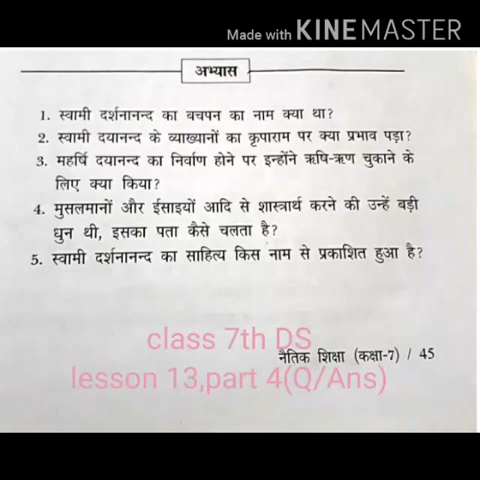 Made with KINEMASTER
अभ्यास
1. स्वामी दर्शनानन्द का बचपन का नाम क्या था?
2. स्वामी दयानन्द के व्याख्यानों का कृपाराम पर क्या प्रभाव पड़ा?
3. महर्षि दयानन्द का निर्वाण होने पर इन्होंने ऋषि-ऋण चुकाने के
लिए क्या किया?
4. मुसलमानों और ईसाइयों आदि से शास्त्रार्थ करने की उन्हें बड़ी
धुन थी, इसका पता कैसे चलता है?
5. स्वामी दर्शनानन्द का साहित्य किस नाम से प्रकाशित हुआ है?
class 7th DS
नैतिक शिक्षा (कक्षा-7) / 45
lesson 13,part 4(Q/Ans)